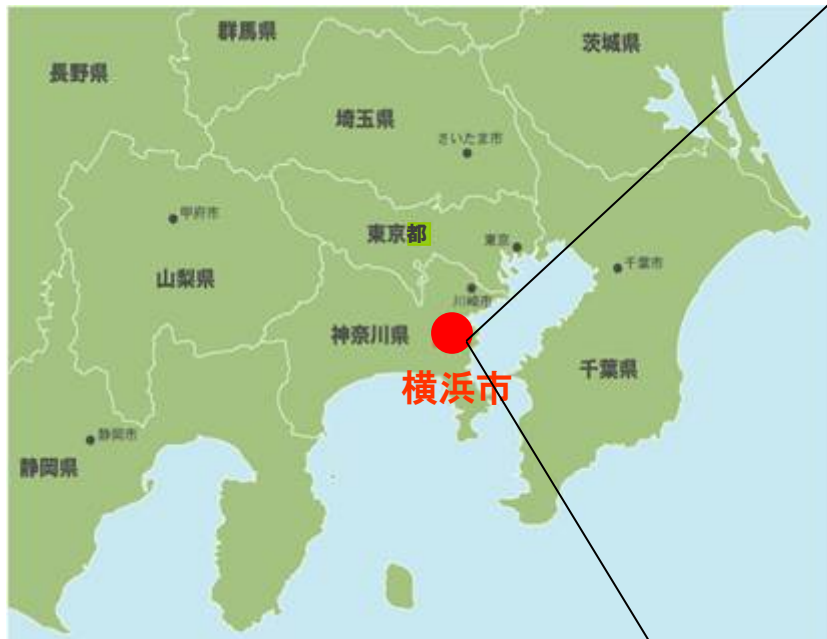 群馬県
茨城県
長野県
埼玉県
さいたま市
甲府市
東京都
東京
千葉市
山梨県
川崎市
神奈川県
千葉県
横浜市
静岡市
静岡県